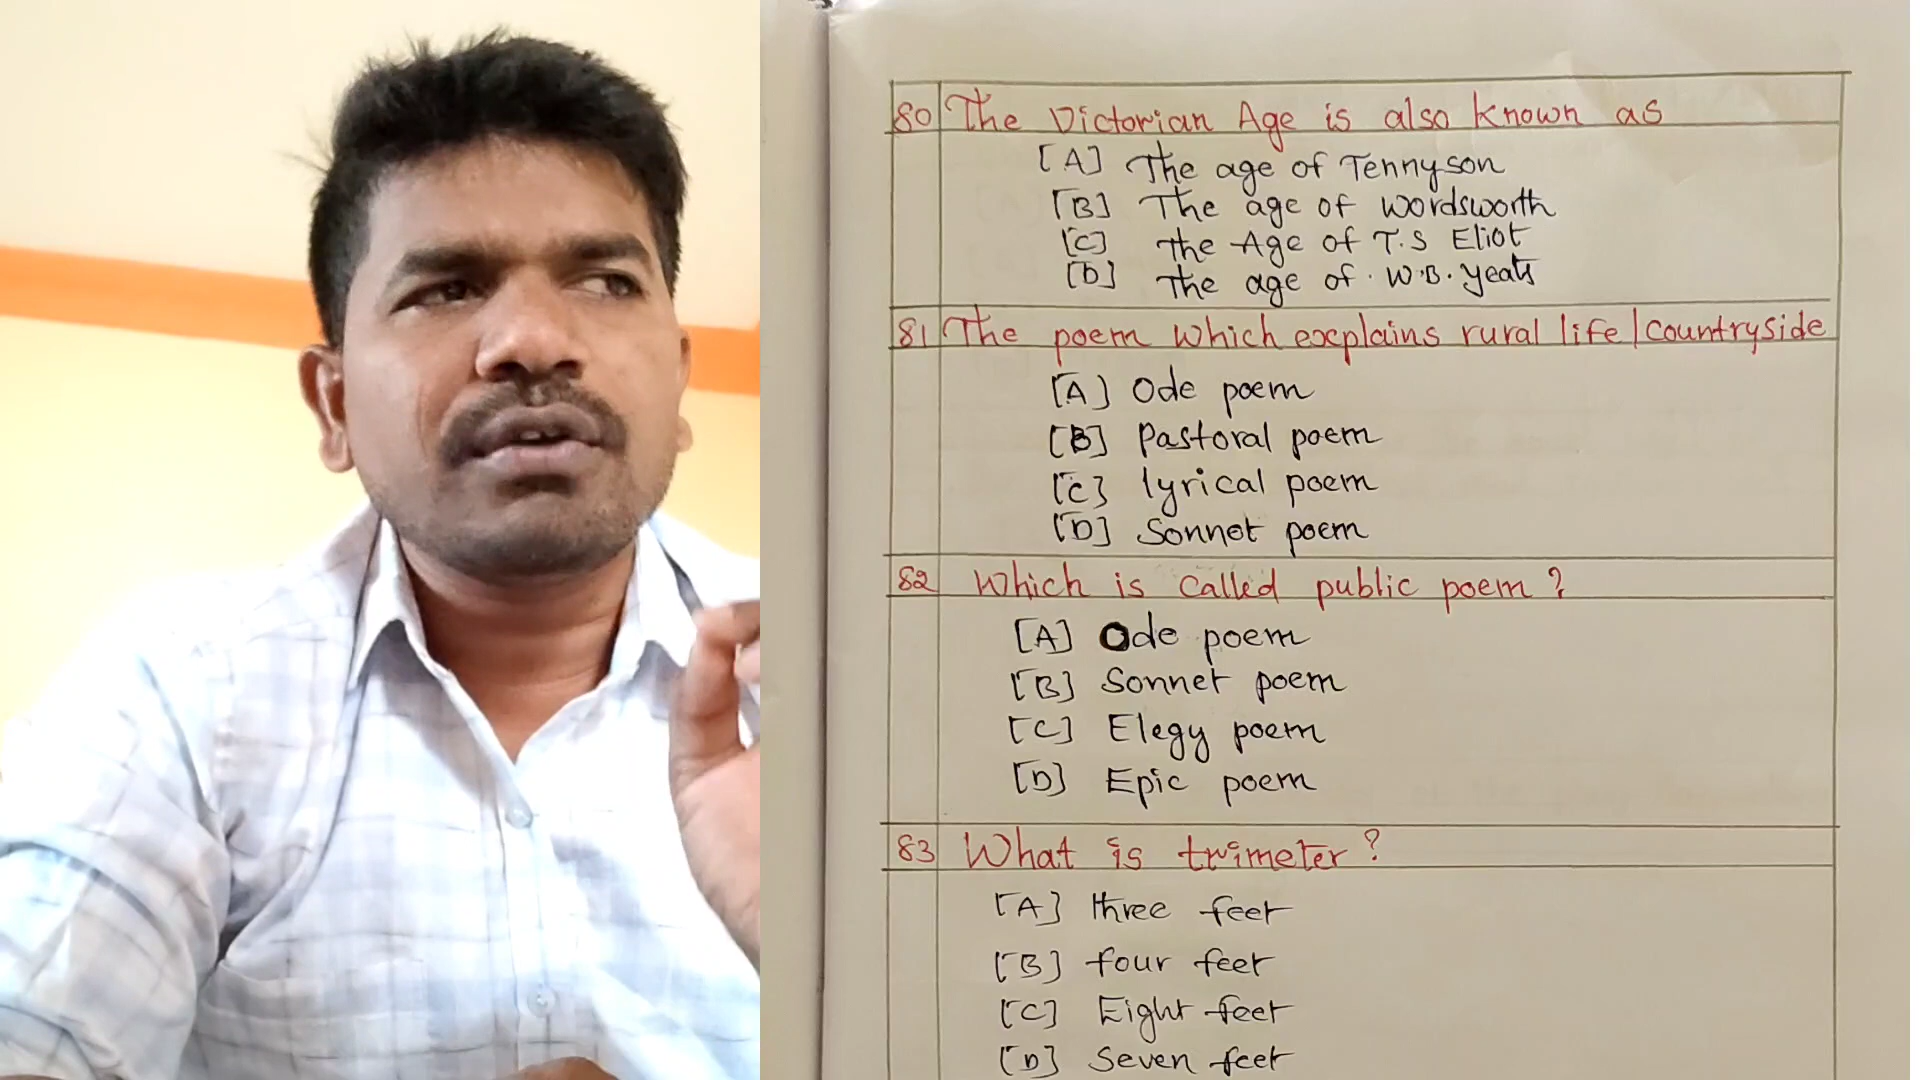 80 The Victorian Age is also known as
[A] The age of Tennyson
[B] The age of wordsworth
[C] The Age of T.S Eliot
[D] The age of W.B. Yeats
81 The poem which explains rural life | countryside
[A] Ode poem
[B] Pastoral poem
[C] lyrical poem
[D] Sonnet poem
82 Which is called public poem ?
[A] Ode poem
[B] Sonnet poem
[C] Elegy poem
[D] Epic poem
83 What is trimeter ?
[A] three feet
[B] four feet
[C] Eight feet
[D] Seven feet